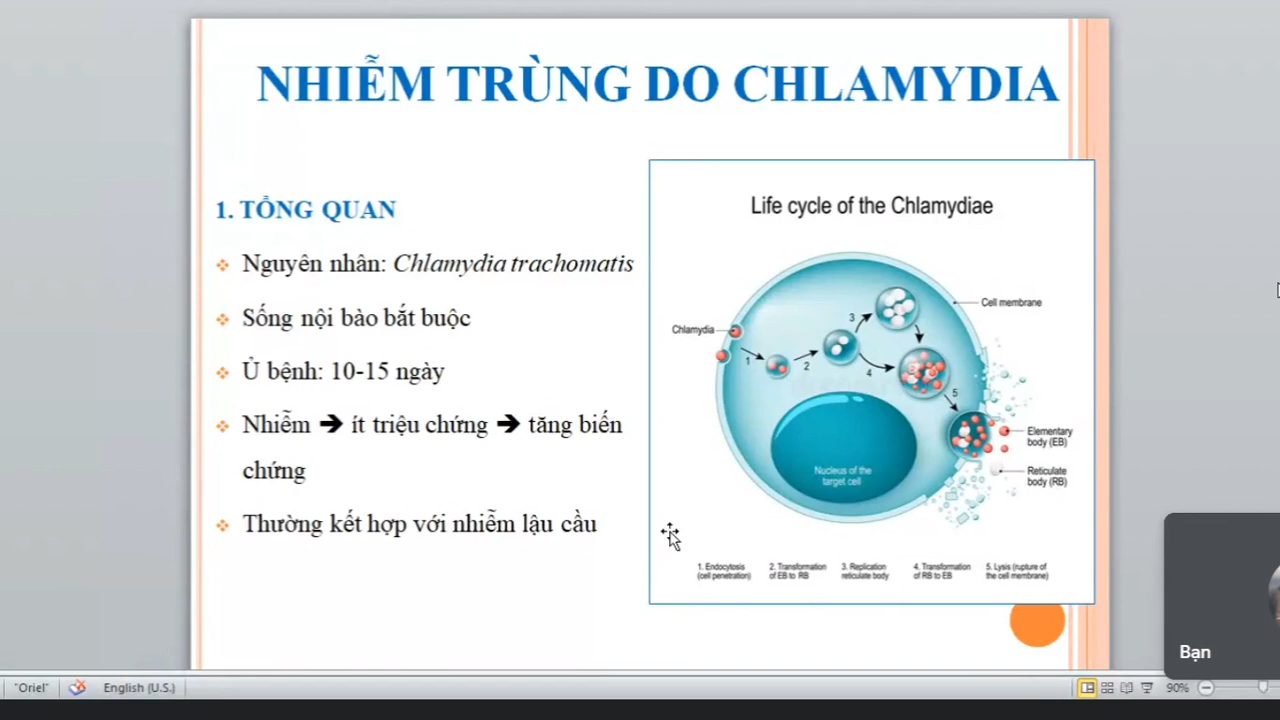 NHIỄM TRÙNG DO CHLAMYDIA
1. TỔNG QUAN
Nguyên nhân: Chlamydia trachomatis
Sống nội bào bắt buộc
Ủ bệnh: 10-15 ngày
Nhiễm ➔ ít triệu chứng ➔ tăng biến
chứng
Thường kết hợp với nhiễm lậu cầu
Life cycle of the Chlamydiae
Cell membrane
Chlamydia
1
2
3
4
5
Elementary
body (EB)
Reticulate
body (RB)
Nucleus of the
target cell
1. Endocytosis
(cell penetration)
2. Transformation
of EB to RB
3. Replication
reticulate body
4. Transformation
of RB to EB
5. Lysis (rupture of
the cell membrane)
Bạn
"Oriel"
English (U.S.)
90%